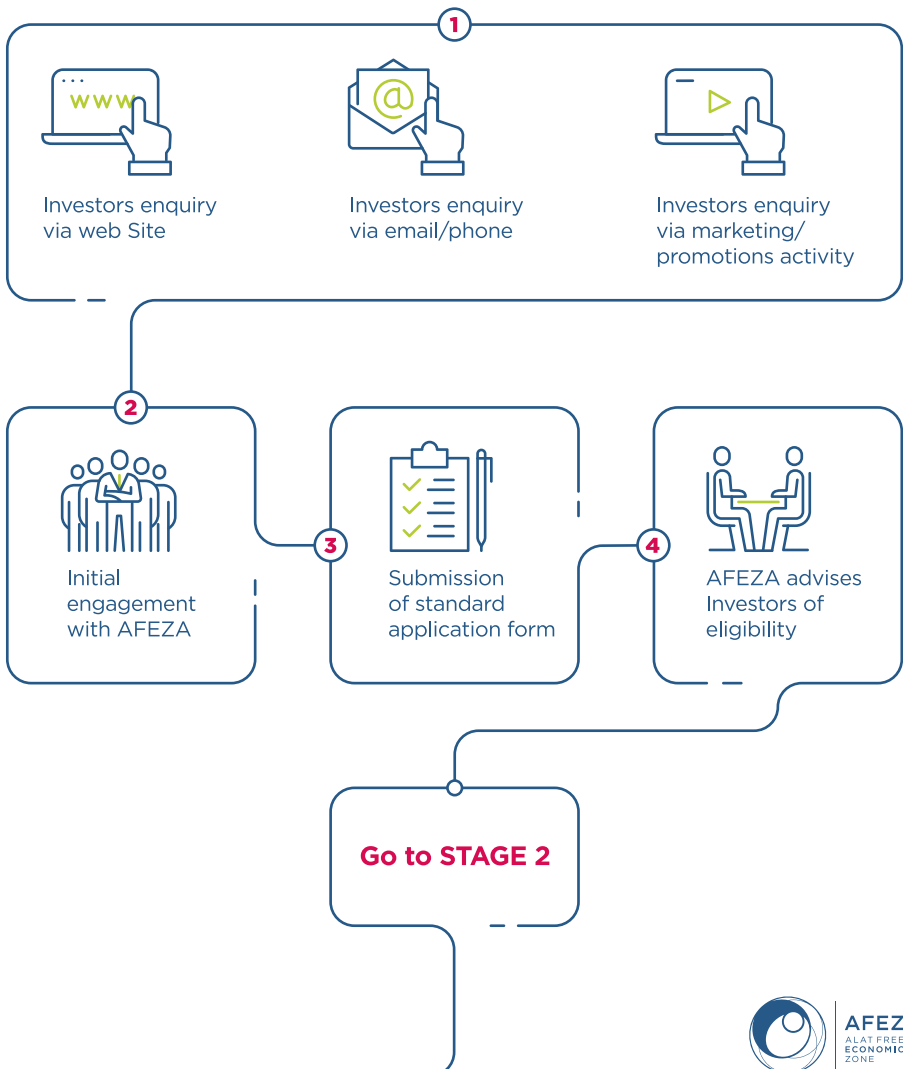 1
www
@
Investors enquiry
via web Site
Investors enquiry
via email/phone
Investors enquiry
via marketing/
promotions activity
2
Initial
engagement
with AFEZA
3
Submission
of standard
application form
4
AFEZA advises
Investors of
eligibility
Go to STAGE 2
AFEZ
ALAT FREE
ECONOMIC
ZONE